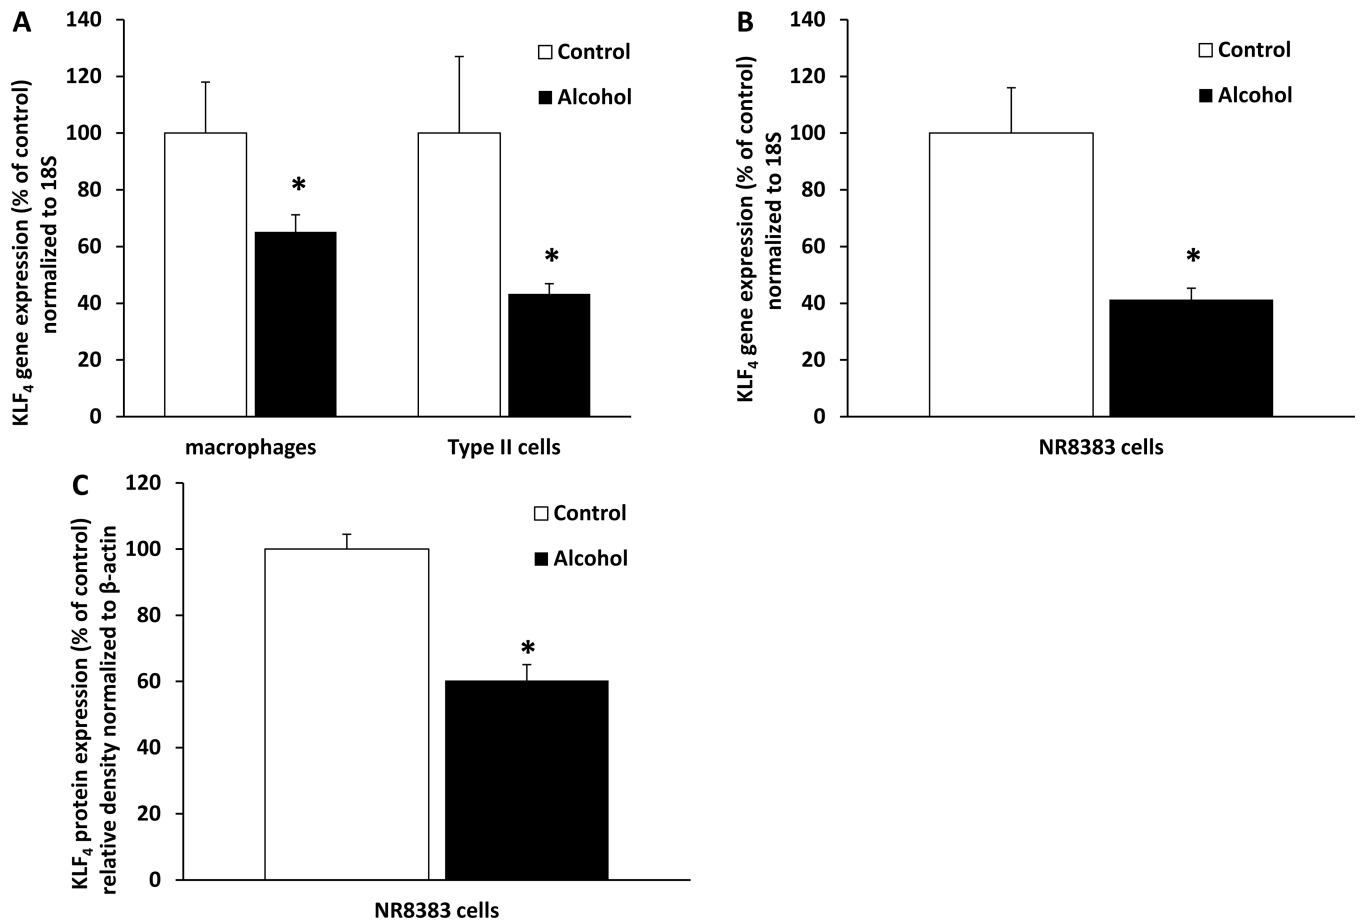 A
KLF4 gene expression (% of control)
normalized to 18S
140
120
100
80
60
40
20
0
Control
Alcohol
*
*
macrophages Type II cells
B
KLF4 gene expression (% of control)
normalized to 18S
140
120
100
80
60
40
20
0
Control
Alcohol
*
NR8383 cells
C
KLF4 protein expression (% of control)
relative density normalized to β-actin
120
100
80
60
40
20
0
Control
Alcohol
*
NR8383 cells